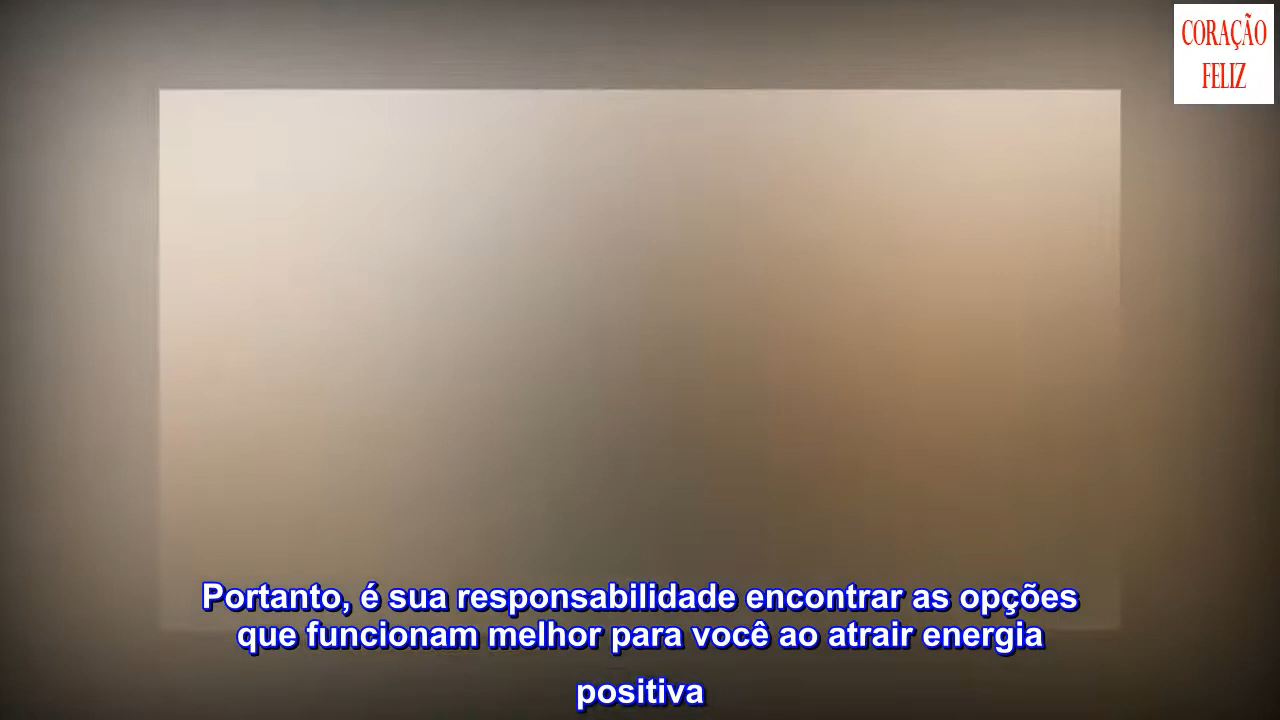 CORAÇÃO
FELIZ
Portanto, é sua responsabilidade encontrar as opções
que funcionam melhor para você ao atrair energia
positiva